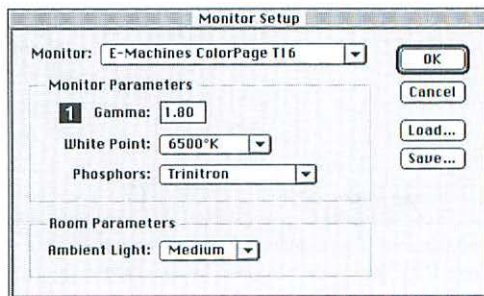 Monitor Setup
Monitor: E-Machines ColorPage T16
OK
Cancel
Load...
Save...
Monitor Parameters
1 Gamma: 1.80
White Point: 6500°K
Phosphors: Trinitron
Room Parameters
Ambient Light: Medium